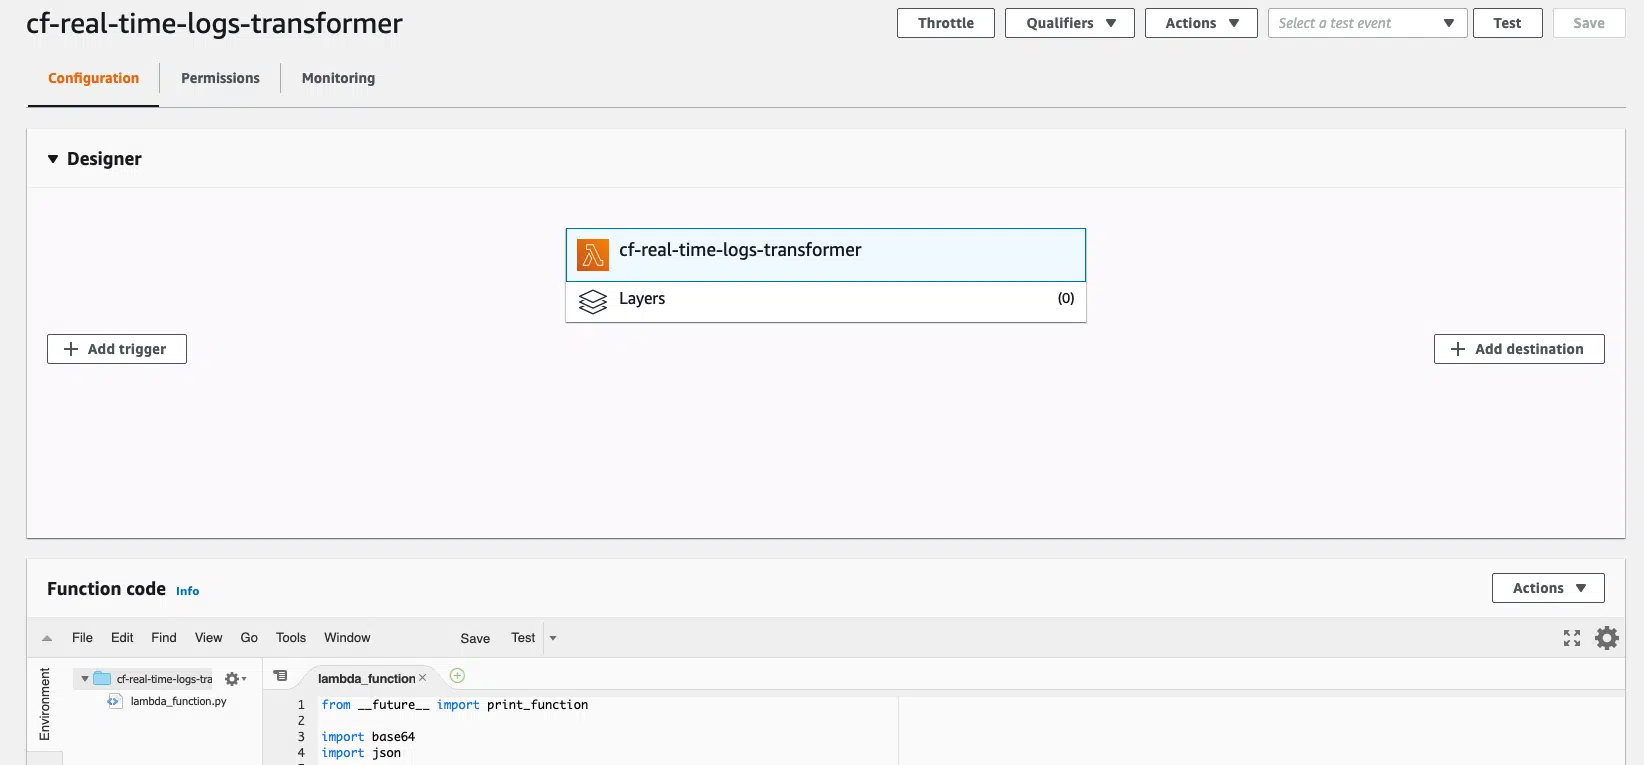 cf-real-time-logs-transformer
Throttle Qualifiers Actions Select a test event Test Save
Configuration Permissions Monitoring
Designer
cf-real-time-logs-transformer
Layers (0)
Add trigger Add destination
Function code Info Actions
File Edit Find View Go Tools Window Save Test
Environment
cf-real-time-logs-tra
lambda_function.py
lambda_function
1 from __future__ import print_function
2
3 import base64
4 import json